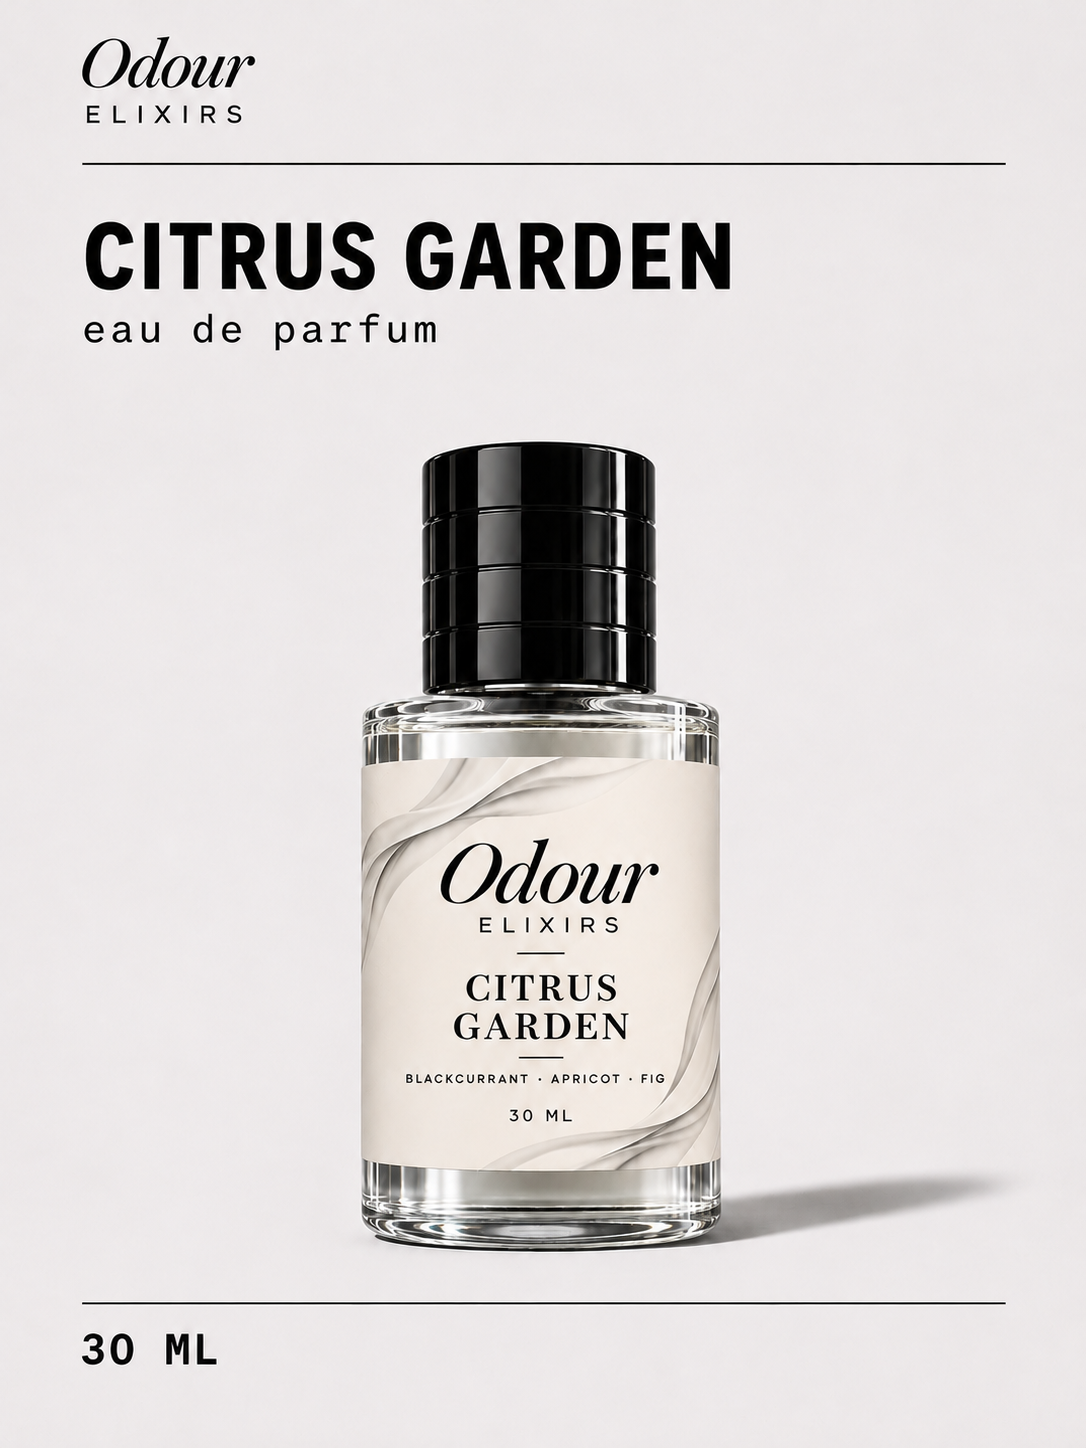 Odour
ELIXIRS
CITRUS GARDEN
eau de parfum
Odour
ELIXIRS
CITRUS
GARDEN
BLACKCURRANT · APRICOT · FIG
30 ML
30 ML